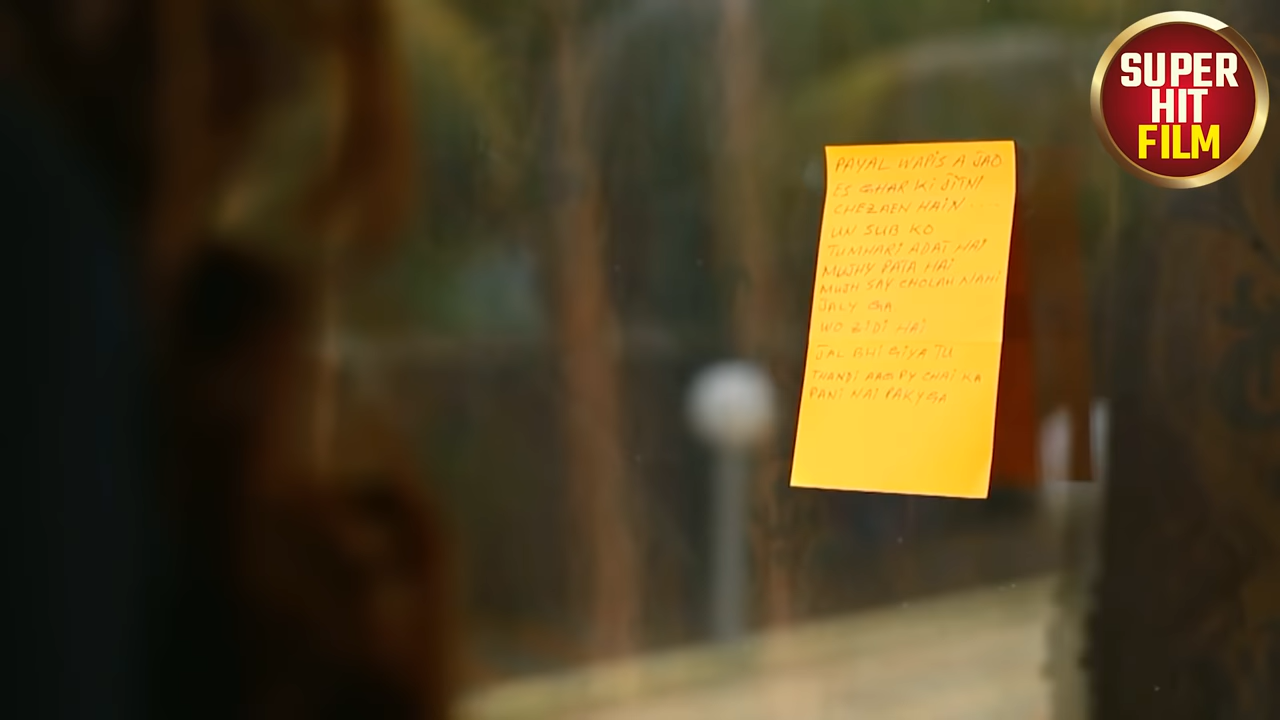 PAYAL WAPIS A JAO
ES GHAR KI JITNI
CHEZAEN HAIN ---
UN SUB KO
TUMHARI ADAT HAI
MUJHY PATA HAI
MUJH SAY CHOLAH NAHI
JALY GA
WO ZIDI HAI
JAL BHI GIYA TU
THANDI AAG PY CHAI KA
PANI NAI PAKY GA
SUPER
HIT
FILM